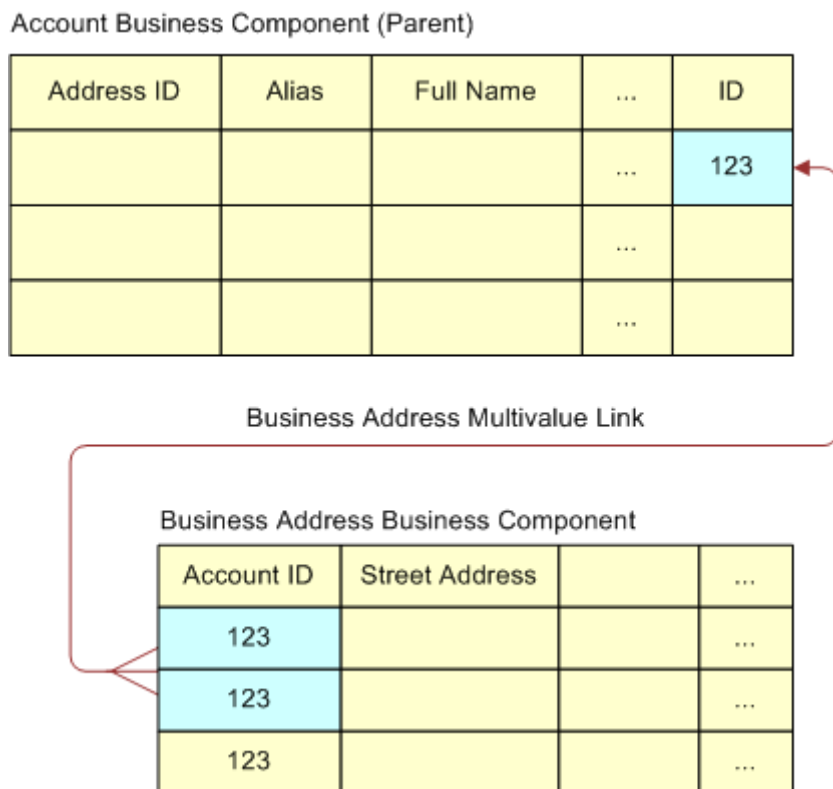 Account Business Component (Parent)
Address ID Alias Full Name ... ID
... 123
...
...
Business Address Multivalue Link
Business Address Business Component
Account ID Street Address ...
123 ...
123 ...
123 ...